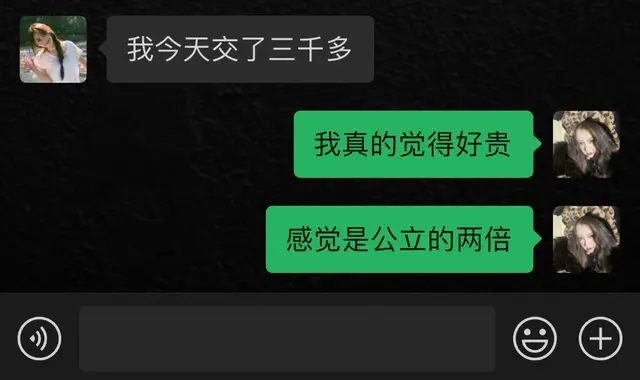 我今天交了三千多
我真的觉得好贵
感觉是公立的两倍